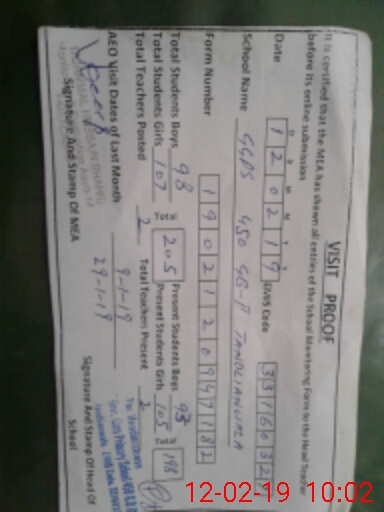 VISIT PROOF
It is certified that the MEA has shown all entries of the School Monitoring Form to the Head Teacher
before its online submission
D D M M Y Y
Date 1 2 0 2 1 9 EMIS Code 3 3 1 6 0 3 2
School Name GGPS 450 GB-II
Form Number 1 9 0 2 1 2 0 9 4 7 1 8 2
Total Students Boys 98 Total 205 Present Students Boys 93 Total 198
Total Students Girls 107 Present Students Girls 105
Total Teachers Posted 2 Total Teachers Present 2
AEO Visit Dates of Last Month 9-1-19
29-1-19
Signature And Stamp Of MEA
Signature And Stamp Of Head Of
School
12-02-19 10:02